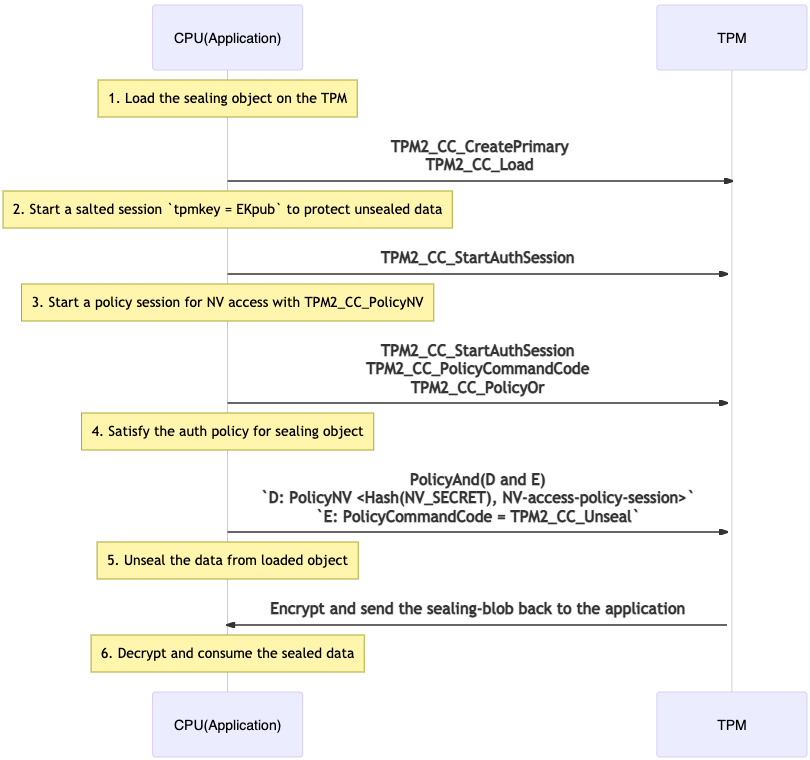 CPU(Application)
TPM
1. Load the sealing object on the TPM
TPM2_CC_CreatePrimary
TPM2_CC_Load
2. Start a salted session `tpmkey = EKpub` to protect unsealed data
TPM2_CC_StartAuthSession
3. Start a policy session for NV access with TPM2_CC_PolicyNV
TPM2_CC_StartAuthSession
TPM2_CC_PolicyCommandCode
TPM2_CC_PolicyOr
4. Satisfy the auth policy for sealing object
PolicyAnd(D and E)
`D: PolicyNV <Hash(NV_SECRET), NV-access-policy-session>`
`E: PolicyCommandCode = TPM2_CC_Unseal`
5. Unseal the data from loaded object
Encrypt and send the sealing-blob back to the application
6. Decrypt and consume the sealed data
CPU(Application)
TPM